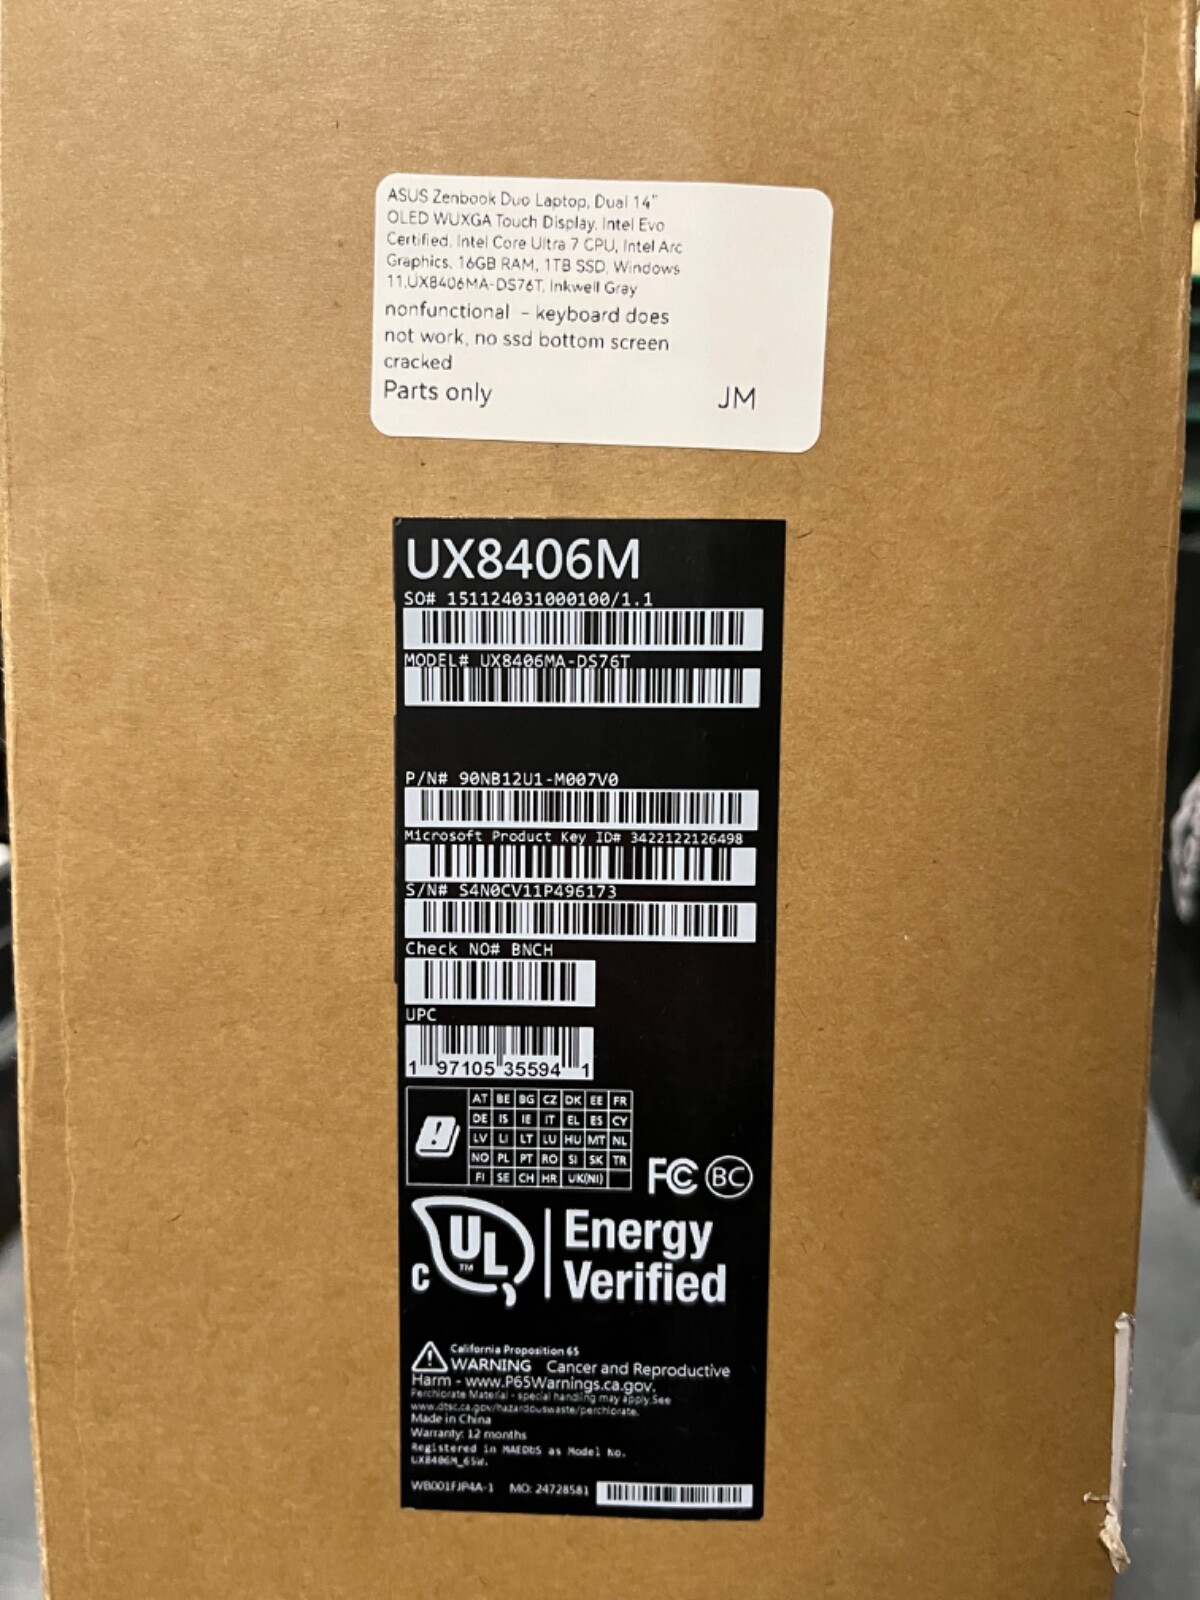 ASUS Zenbook Duo Laptop, Dual 14"
OLED WUXGA Touch Display, Intel Evo
Certified, Intel Core Ultra 7 CPU, Intel Arc
Graphics, 16GB RAM, 1TB SSD, Windows
11,UX8406MA-DS76T, Inkwell Gray
nonfunctional - keyboard does
not work, no ssd bottom screen
cracked
Parts only JM
UX8406M
SO# 151124031000100/1.1
MODEL# UX8406MA-DS76T
P/N# 90NB12U1-M007V0
Microsoft Product Key ID# 3422122126498
S/N# S4N0CV11P496173
Check NO# BNCH
UPC
1 97105 35594 1
AT BE BG CZ DK EE FR
DE IS IE IT EL ES CY
LV LI LT LU HU MT NL
NO PL PT RO SI SK TR
FI SE CH HR UK(NI)
FC BC
C UL TM Energy
Verified
California Proposition 65
WARNING Cancer and Reproductive
Harm - www.P65Warnings.ca.gov.
Perchlorate Material - special handling may apply.See
www.dtsc.ca.gov/hazardouswaste/perchlorate.
Made in China
Warranty: 12 months
Registered in MAEDBS as Model No.
UX8406M_65W.
WB001FJP4A-1 MO: 24728581